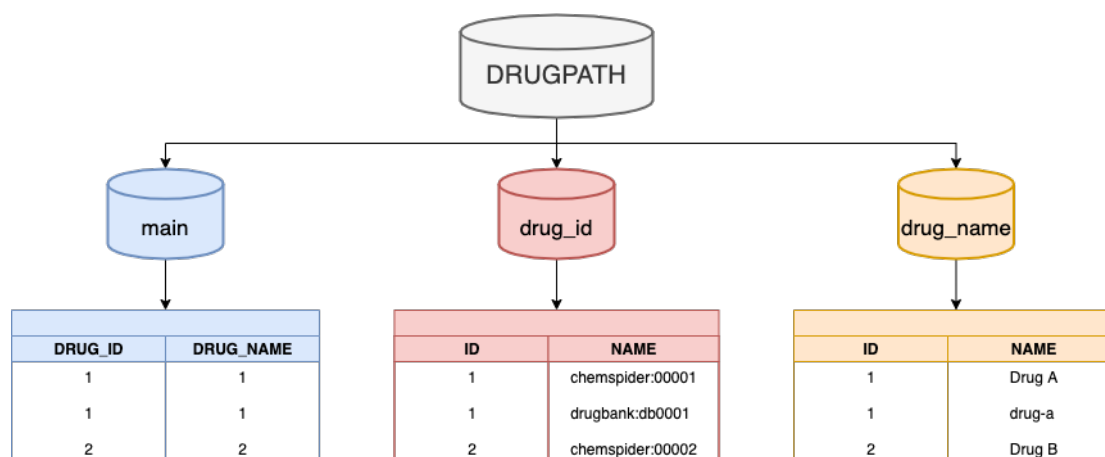 DRUGPATH
main
drug_id
drug_name
DRUG_ID DRUG_NAME
1 1
1 1
2 2
ID NAME
1 chemspider:00001
1 drugbank:db0001
2 chemspider:00002
ID NAME
1 Drug A
1 drug-a
2 Drug B